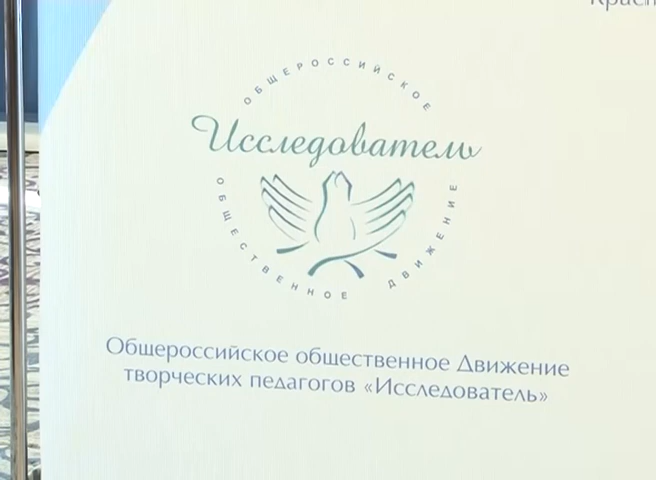 ОБЩЕРОССИЙСКОЕ
Исследователь
ОБЩЕСТВЕННОЕ ДВИЖЕНИЕ
Общероссийское общественное Движение
творческих педагогов «Исследователь»